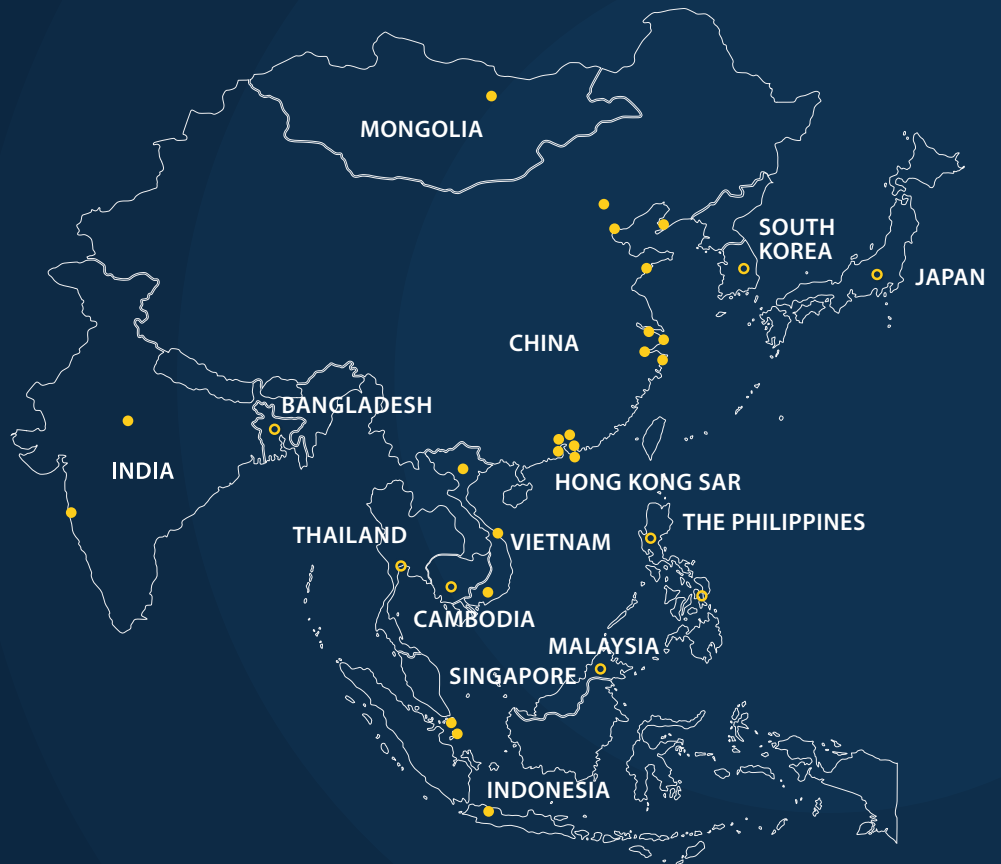 MONGOLIA
SOUTH
KOREA
JAPAN
CHINA
BANGLADESH
INDIA
HONG KONG SAR
THE PHILIPPINES
THAILAND
VIETNAM
CAMBODIA
MALAYSIA
SINGAPORE
INDONESIA